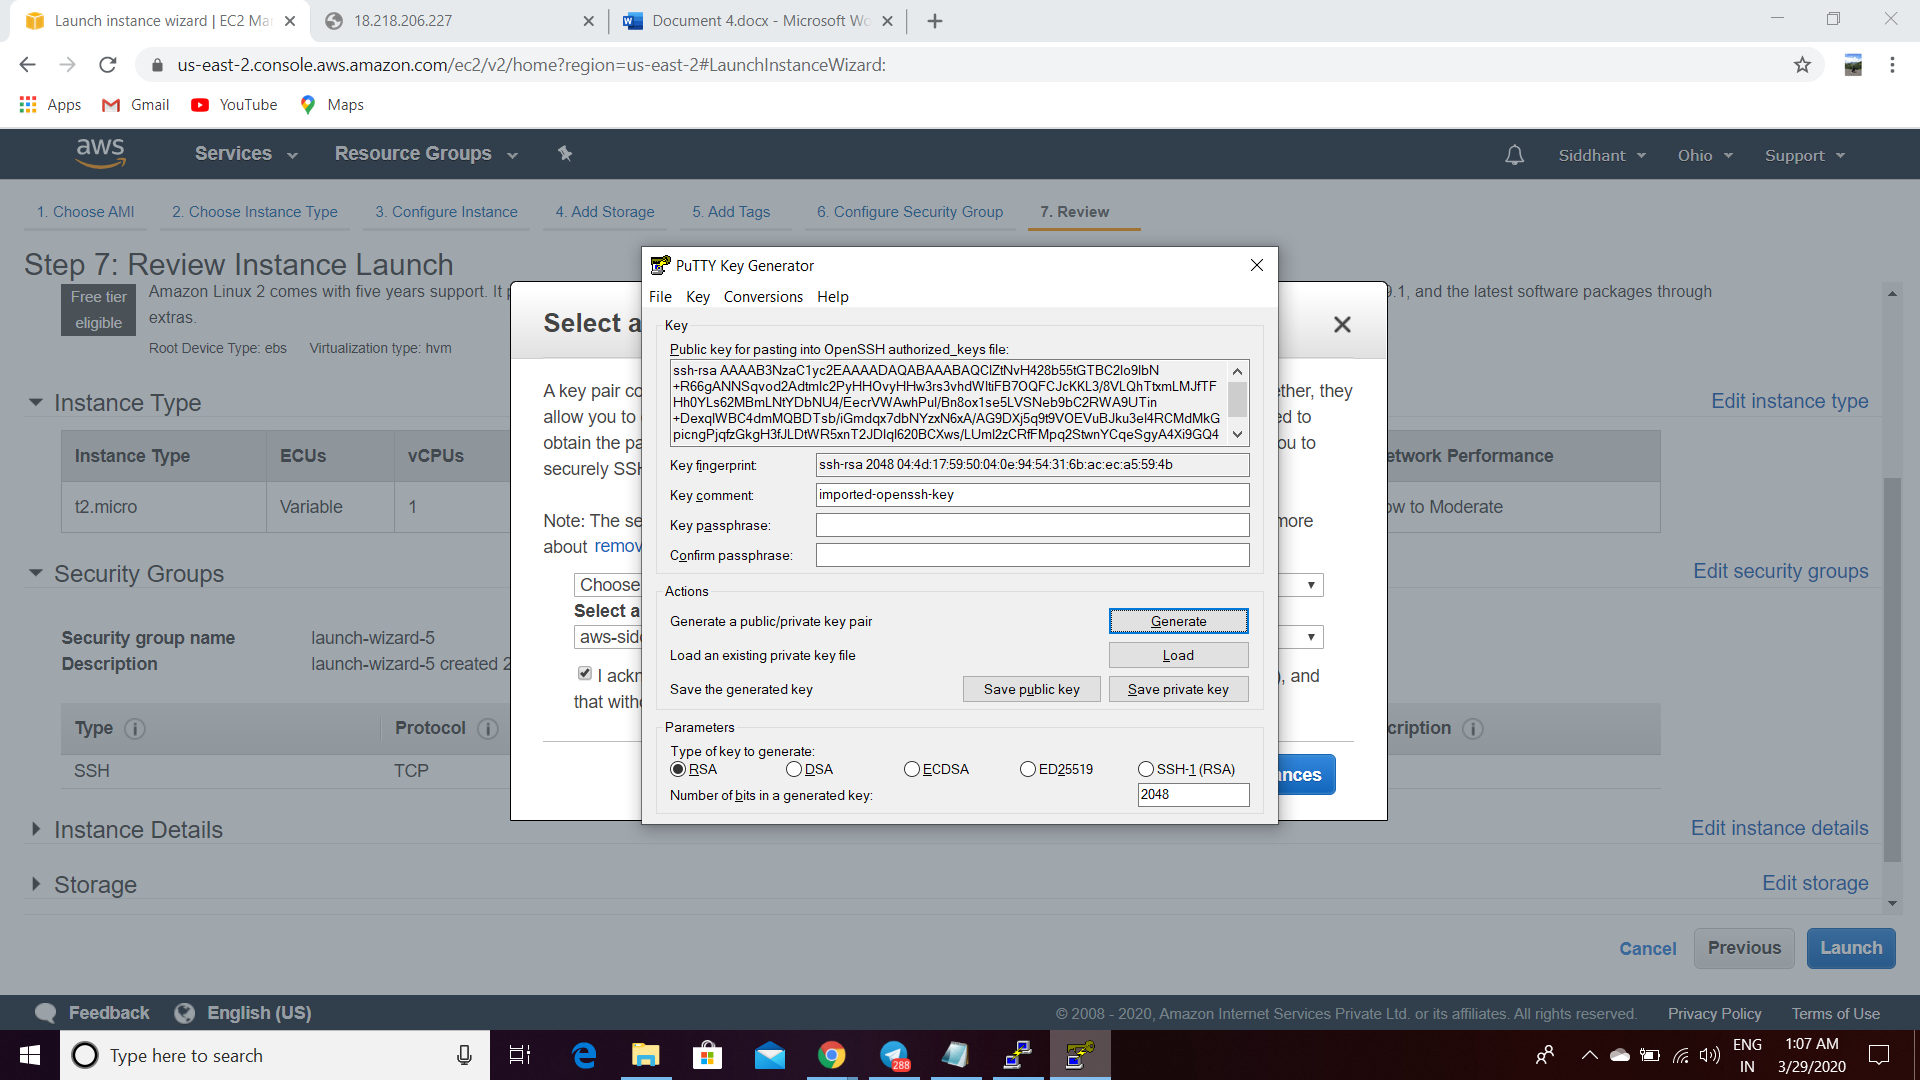 Launch instance wizard | EC2 Ma
18.218.206.227
Document 4.docx - Microsoft Wo
us-east-2.console.aws.amazon.com/ec2/v2/home?region=us-east-2#LaunchInstanceWizard:
Apps
Gmail
YouTube
Maps
aws
Services
Resource Groups
Siddhant
Ohio
Support
1. Choose AMI
2. Choose Instance Type
3. Configure Instance
4. Add Storage
5. Add Tags
6. Configure Security Group
7. Review
Step 7: Review Instance Launch
Free tier
eligible
Amazon Linux 2 comes with five years support. It p
9.1, and the latest software packages through
extras.
Root Device Type: ebs Virtualization type: hvm
Instance Type
Edit instance type
Instance Type
ECUs
vCPUs
etwork Performance
t2.micro
Variable
1
ow to Moderate
Security Groups
Edit security groups
Security group name
launch-wizard-5
Description
launch-wizard-5 created 2
Type
Protocol
cription
SSH
TCP
Instance Details
Edit instance details
Storage
Edit storage
Cancel
Previous
Launch
Select a
A key pair co
ther, they
allow you to
ed to
obtain the pa
ou to
securely SSH
Note: The se
more
about remov
Choose
Select a
aws-sid
I ackn
), and
that witho
nces
PuTTY Key Generator
File
Key
Conversions
Help
Key
Public key for pasting into OpenSSH authorized_keys file:
ssh-rsa AAAAB3NzaC1yc2EAAAADAQABAAABAQClZtNvH428b55tGTBC2lo9IbN
+R66gANNSqvod2Adtmlc2PyHHOvyHHw3rs3vhdWltiFB7OQFCJcKKL3/8VLQhTtxmLMJfTF
Hh0YLs62MBmLNtYDbNU4/EecrVWAwhPuI/Bn8ox1se5LVSNeb9bC2RWA9UTin
+DexqlWBC4dmMQBDTsb/iGmdqx7dbNYzxN6xA/AG9DXj5q9t9VOEVuBJku3el4RCMdMkG
picngPjqfzGkgH3fJLDtWR5xnT2JDlql620BCXws/LUml2zCRfFMpq2StwnYCqeSgyA4Xi9GQ4
Key fingerprint:
ssh-rsa 2048 04:4d:17:59:50:04:0e:94:54:31:6b:ac:ec:a5:59:4b
Key comment:
imported-openssh-key
Key passphrase:
Confirm passphrase:
Actions
Generate a public/private key pair
Generate
Load an existing private key file
Load
Save the generated key
Save public key
Save private key
Parameters
Type of key to generate:
RSA
DSA
ECDSA
ED25519
SSH-1 (RSA)
Number of bits in a generated key:
2048
Feedback
English (US)
© 2008 - 2020, Amazon Internet Services Private Ltd. or its affiliates. All rights reserved.
Privacy Policy
Terms of Use
Type here to search
288
ENG
IN
1:07 AM
3/29/2020